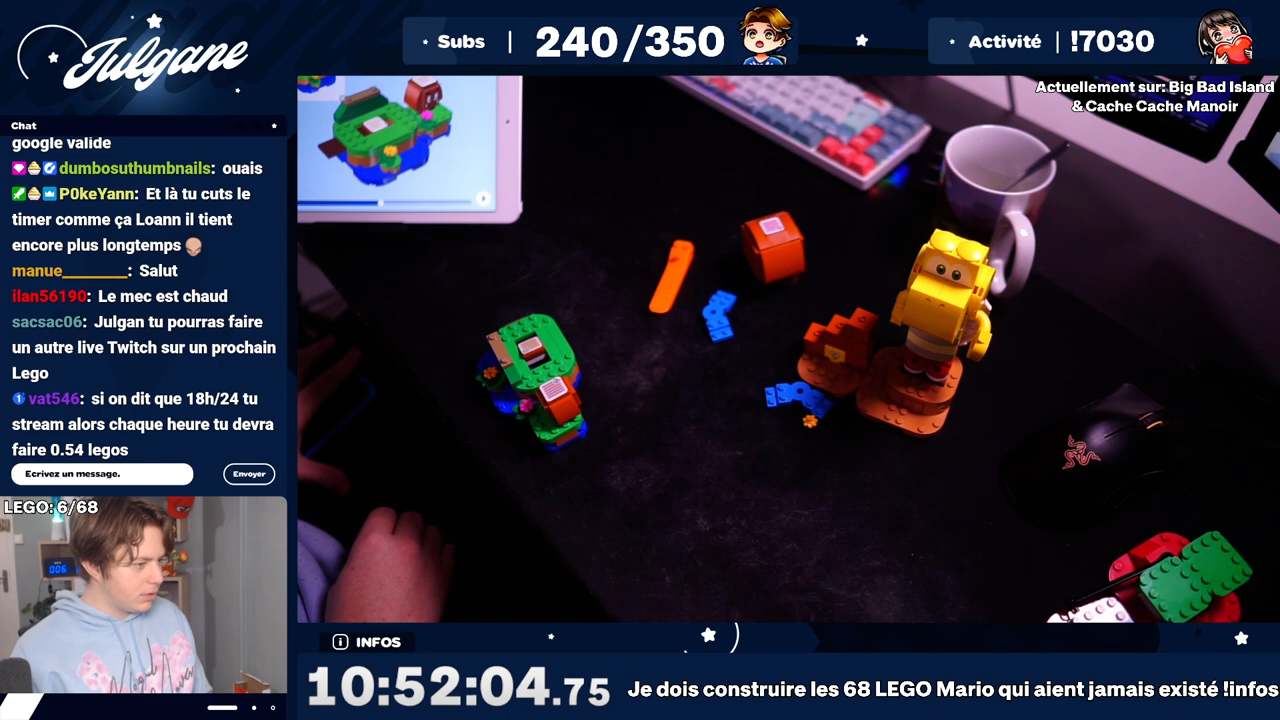 Julgane
Subs | 240/350
Activité | !7030
Actuellement sur: Big Bad Island
& Cache Cache Manoir
Chat
google valide
dumbosuthumbnails: ouais
P0keYann: Et là tu cuts le
timer comme ça Loann il tient
encore plus longtemps
manue________: Salut
ilan56190: Le mec est chaud
sacsac06: Julgan tu pourras faire
un autre live Twitch sur un prochain
Lego
1 vat546: si on dit que 18h/24 tu
stream alors chaque heure tu devra
faire 0.54 legos
Ecrivez un message.
Envoyer
LEGO: 6/68
006
INFOS
10:52:04.75
Je dois construire les 68 LEGO Mario qui aient jamais existé !infos